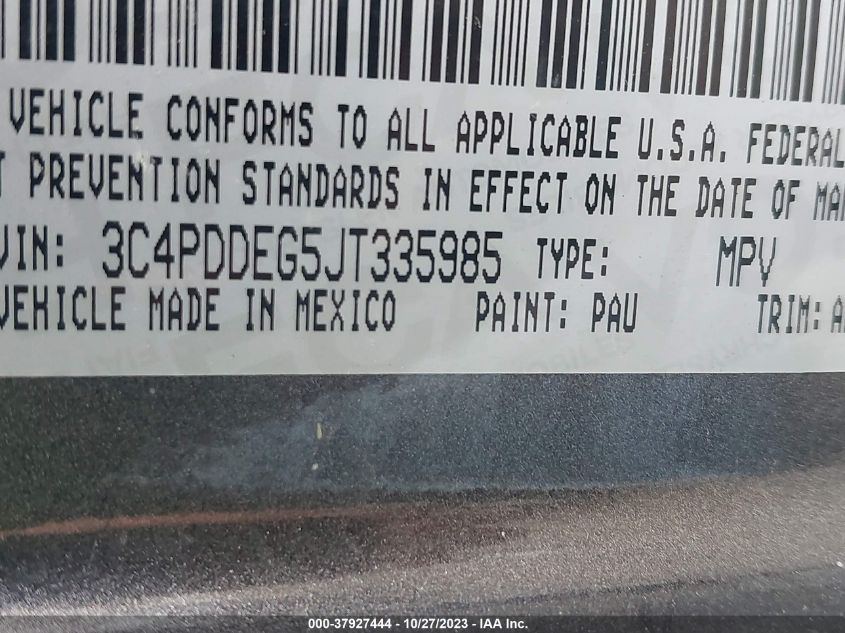 VEHICLE CONFORMS TO ALL APPLICABLE U.S.A. FEDERAL
PREVENTION STANDARDS IN EFFECT ON THE DATE OF
VIN: 3C4PDDEG5JT335985 TYPE: MPV
VEHICLE MADE IN MEXICO PAINT: PAU TRIM:
000-37927444 - 10/27/2023 - IAA Inc.